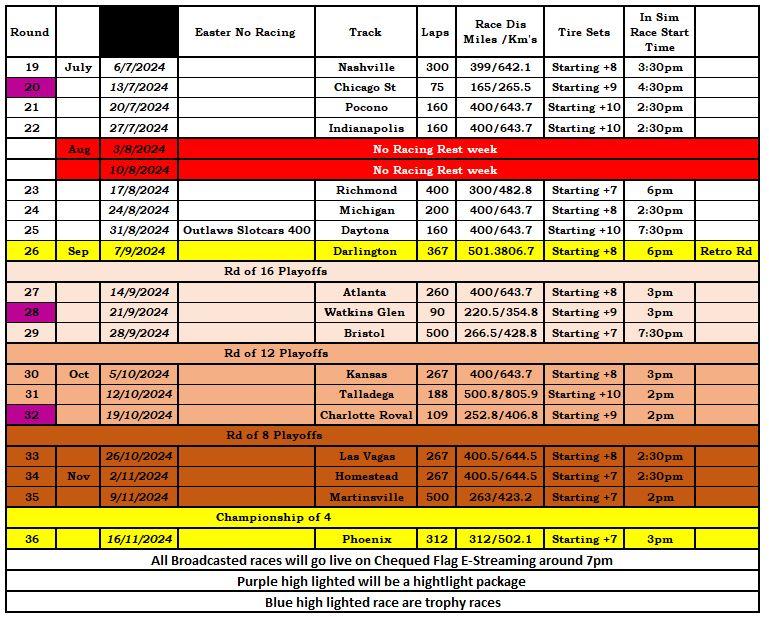 Round Easter No Racing Track Laps Race Dis Miles /Km's Tire Sets In Sim Race Start Time
19 July 6/7/2024 Nashville 300 399/642.1 Starting +8 3:30pm
20 13/7/2024 Chicago St 75 165/265.5 Starting +9 4:30pm
21 20/7/2024 Pocono 160 400/643.7 Starting +10 2:30pm
22 27/7/2024 Indianapolis 160 400/643.7 Starting +10 2:30pm
Aug 3/8/2024 No Racing Rest week
10/8/2024 No Racing Rest week
23 17/8/2024 Richmond 400 300/482.8 Starting +7 6pm
24 24/8/2024 Michigan 200 400/643.7 Starting +8 2:30pm
25 31/8/2024 Outlaws Slotcars 400 Daytona 160 400/643.7 Starting +10 7:30pm
26 Sep 7/9/2024 Darlington 367 501.3806.7 Starting +8 6pm Retro Rd
Rd of 16 Playoffs
27 14/9/2024 Atlanta 260 400/643.7 Starting +8 3pm
28 21/9/2024 Watkins Glen 90 220.5/354.8 Starting +9 3pm
29 28/9/2024 Bristol 500 266.5/428.8 Starting +7 7:30pm
Rd of 12 Playoffs
30 Oct 5/10/2024 Kansas 267 400/643.7 Starting +8 3pm
31 12/10/2024 Talladega 188 500.8/805.9 Starting +10 2pm
32 19/10/2024 Charlotte Roval 109 252.8/406.8 Starting +9 2pm
Rd of 8 Playoffs
33 26/10/2024 Las Vagas 267 400.5/644.5 Starting +8 2:30pm
34 Nov 2/11/2024 Homestead 267 400.5/644.5 Starting +7 2:30pm
35 9/11/2024 Martinsville 500 263/423.2 Starting +7 2pm
Championship of 4
36 16/11/2024 Phoenix 312 312/502.1 Starting +7 3pm
All Broadcasted races will go live on Chequed Flag E-Streaming around 7pm
Purple high lighted will be a hightlight package
Blue high lighted race are trophy races